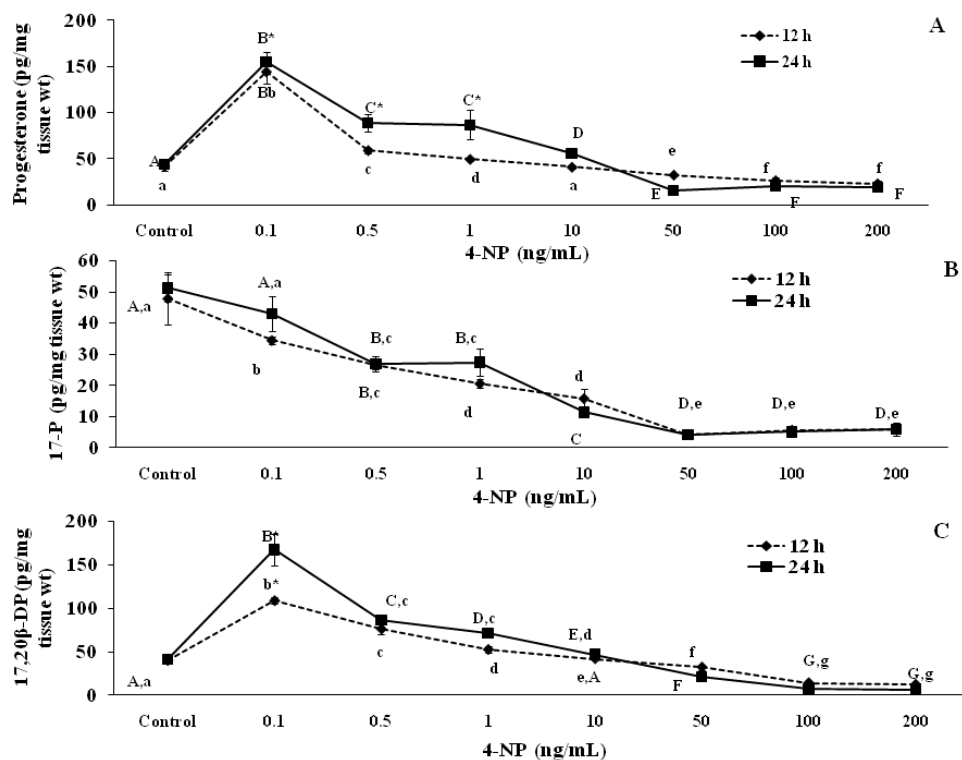 A
200
150
100
50
0
Progesterone (pg/mg
tissue wt)
12 h
24 h
B*
Bb
C*
C*
D
e
f
f
A
a
c
d
a
E
F
F
Control 0.1 0.5 1 10 50 100 200
4-NP (ng/mL)
B
60
50
40
30
20
10
0
17-P (pg/mg tissue wt)
12 h
24 h
A,a
A,a
B,c
B,c
d
D,e
D,e
D,e
b
B,c
d
C
Control 0.1 0.5 1 10 50 100 200
4-NP (ng/mL)
C
200
150
100
50
0
17,20β-DP (pg/mg
tissue wt)
12 h
24 h
B*
b*
C,c
D,c
E,d
f
G,g
G,g
A,a
c
d
e,A
F
Control 0.1 0.5 1 10 50 100 200
4-NP (ng/mL)